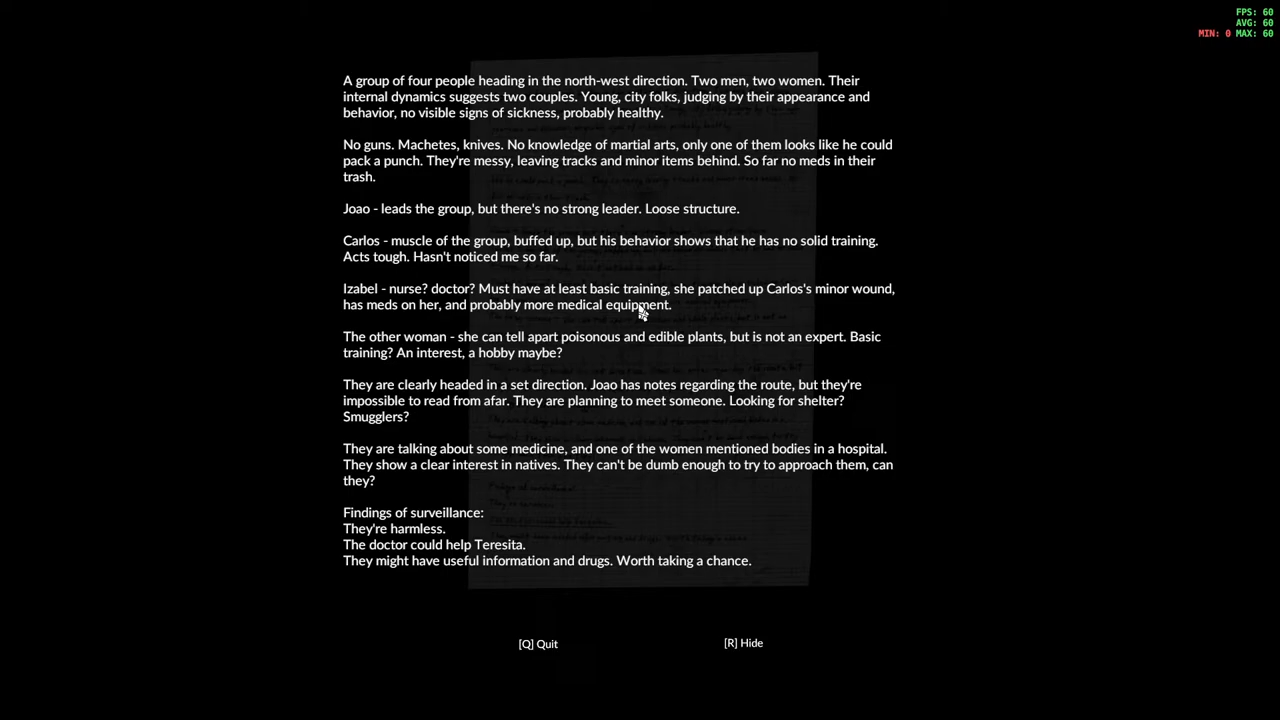 FPS: 60
AVG: 60
MIN: 0 MAX: 60
A group of four people heading in the north-west direction. Two men, two women. Their
internal dynamics suggests two couples. Young, city folks, judging by their appearance and
behavior, no visible signs of sickness, probably healthy.
No guns. Machetes, knives. No knowledge of martial arts, only one of them looks like he could
pack a punch. They're messy, leaving tracks and minor items behind. So far no meds in their
trash.
Joao - leads the group, but there's no strong leader. Loose structure.
Carlos - muscle of the group, buffed up, but his behavior shows that he has no solid training.
Acts tough. Hasn't noticed me so far.
Izabel - nurse? doctor? Must have at least basic training, she patched up Carlos's minor wound,
has meds on her, and probably more medical equipment.
The other woman - she can tell apart poisonous and edible plants, but is not an expert. Basic
training? An interest, a hobby maybe?
They are clearly headed in a set direction. Joao has notes regarding the route, but they're
impossible to read from afar. They are planning to meet someone. Looking for shelter?
Smugglers?
They are talking about some medicine, and one of the women mentioned bodies in a hospital.
They show a clear interest in natives. They can't be dumb enough to try to approach them, can
they?
Findings of surveillance:
They're harmless.
The doctor could help Teresita.
They might have useful information and drugs. Worth taking a chance.
[Q] Quit
[R] Hide